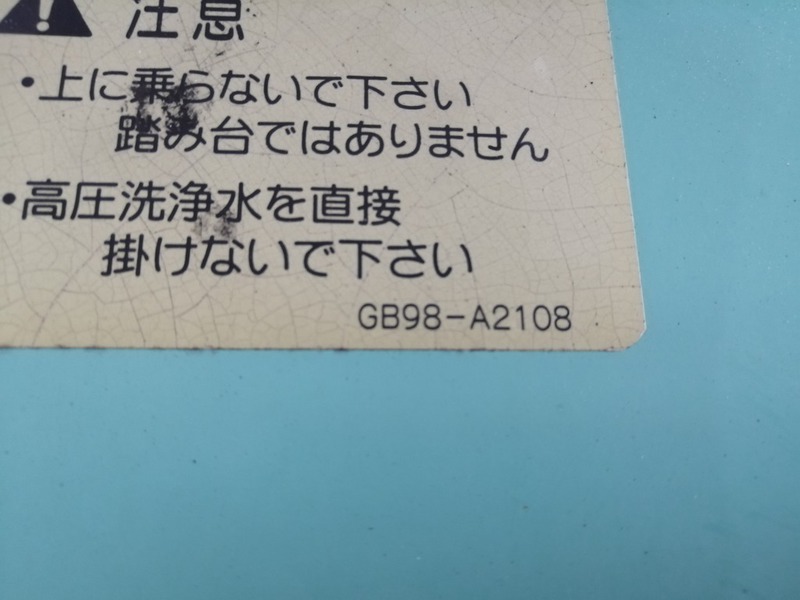 注意
・上に乗らないで下さい
踏み台ではありません
・高圧洗浄水を直接
掛けないで下さい
GB98-A2108